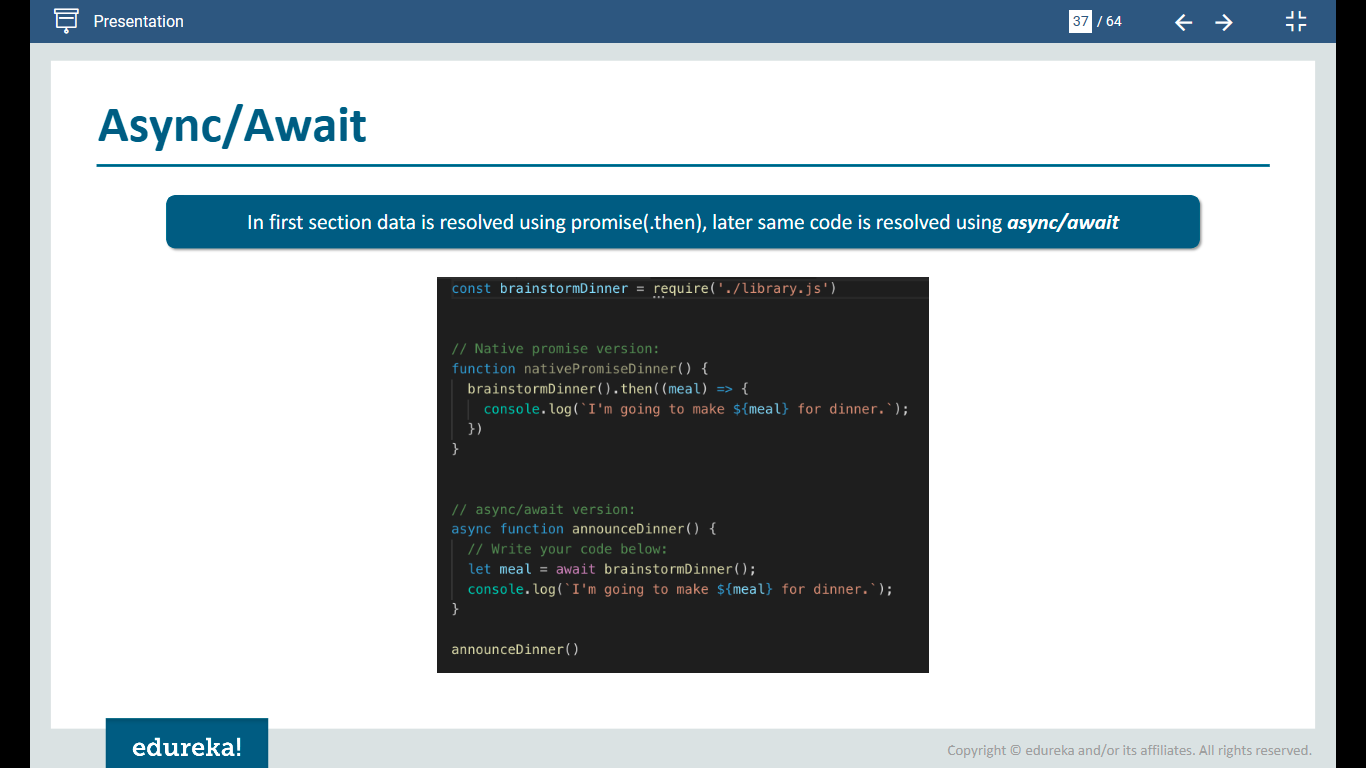 Presentation
37 / 64
Async/Await
In first section data is resolved using promise(.then), later same code is resolved using async/await
const brainstormDinner = require('./library.js')
// Native promise version:
function nativePromiseDinner() {
brainstormDinner().then((meal) => {
console.log(`I'm going to make ${meal} for dinner.`);
})
}
// async/await version:
async function announceDinner() {
// Write your code below:
let meal = await brainstormDinner();
console.log(`I'm going to make ${meal} for dinner.`);
}
announceDinner()
edureka!
Copyright © edureka and/or its affiliates. All rights reserved.